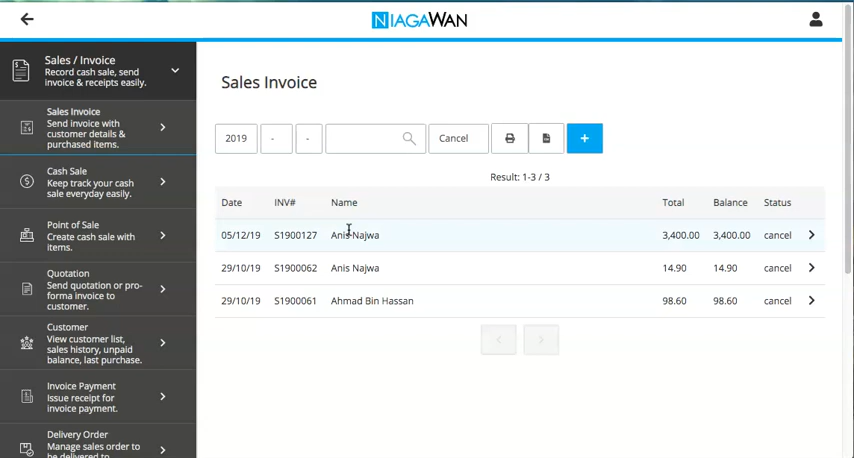 NIAGAWAN
Sales / Invoice
Record cash sale, send
invoice & receipts easily.
Sales Invoice
Send invoice with
customer details &
purchased items.
Cash Sale
Keep track your cash
sale everyday easily.
Point of Sale
Create cash sale with
items.
Quotation
Send quotation or pro-
forma invoice to
customer.
Customer
View customer list,
sales history, unpaid
balance, last purchase.
Invoice Payment
Issue receipt for
invoice payment.
Delivery Order
Manage sales order to
be delivered to
Sales Invoice
2019 - - Cancel +
Result: 1-3 / 3
Date INV# Name Total Balance Status
05/12/19 S1900127 Anis Najwa 3,400.00 3,400.00 cancel
29/10/19 S1900062 Anis Najwa 14.90 14.90 cancel
29/10/19 S1900061 Ahmad Bin Hassan 98.60 98.60 cancel